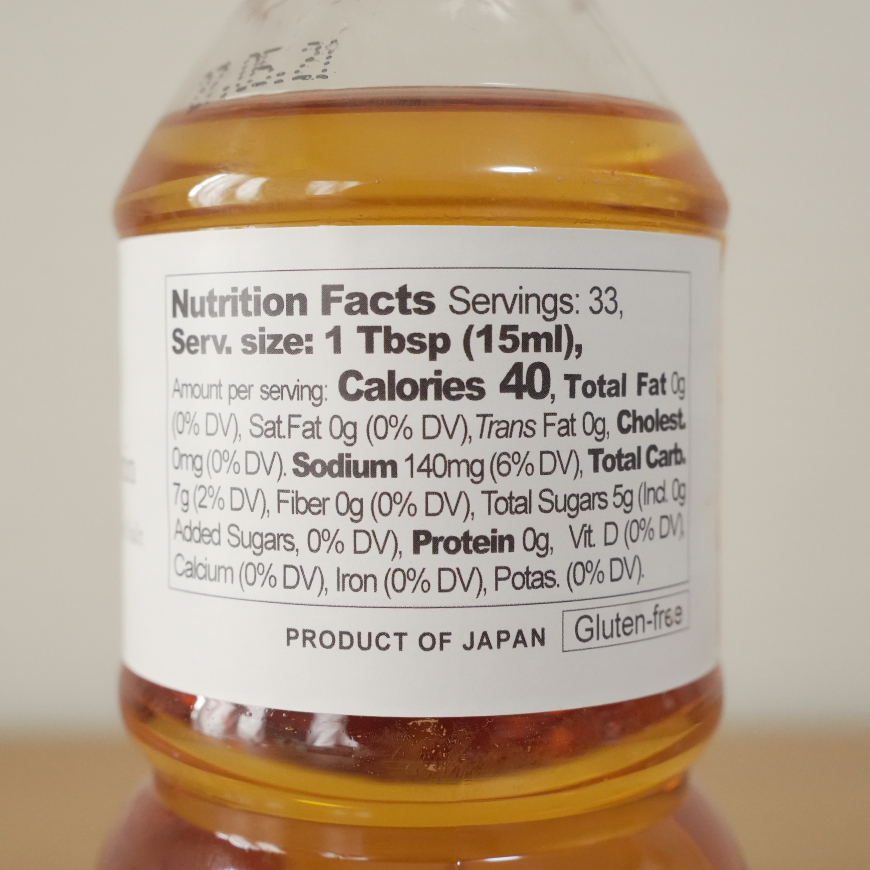 Nutrition Facts Servings: 33,
Serv. size: 1 Tbsp (15ml),
Amount per serving: Calories 40, Total Fat 0g
(0% DV), Sat.Fat 0g (0% DV), Trans Fat 0g, Cholest.
0mg (0% DV). Sodium 140mg (6% DV), Total Carb.
7g (2% DV), Fiber 0g (0% DV), Total Sugars 5g (Incl. 0g
Added Sugars, 0% DV), Protein 0g, Vit. D (0% DV),
Calcium (0% DV), Iron (0% DV), Potas. (0% DV).
PRODUCT OF JAPAN Gluten-free